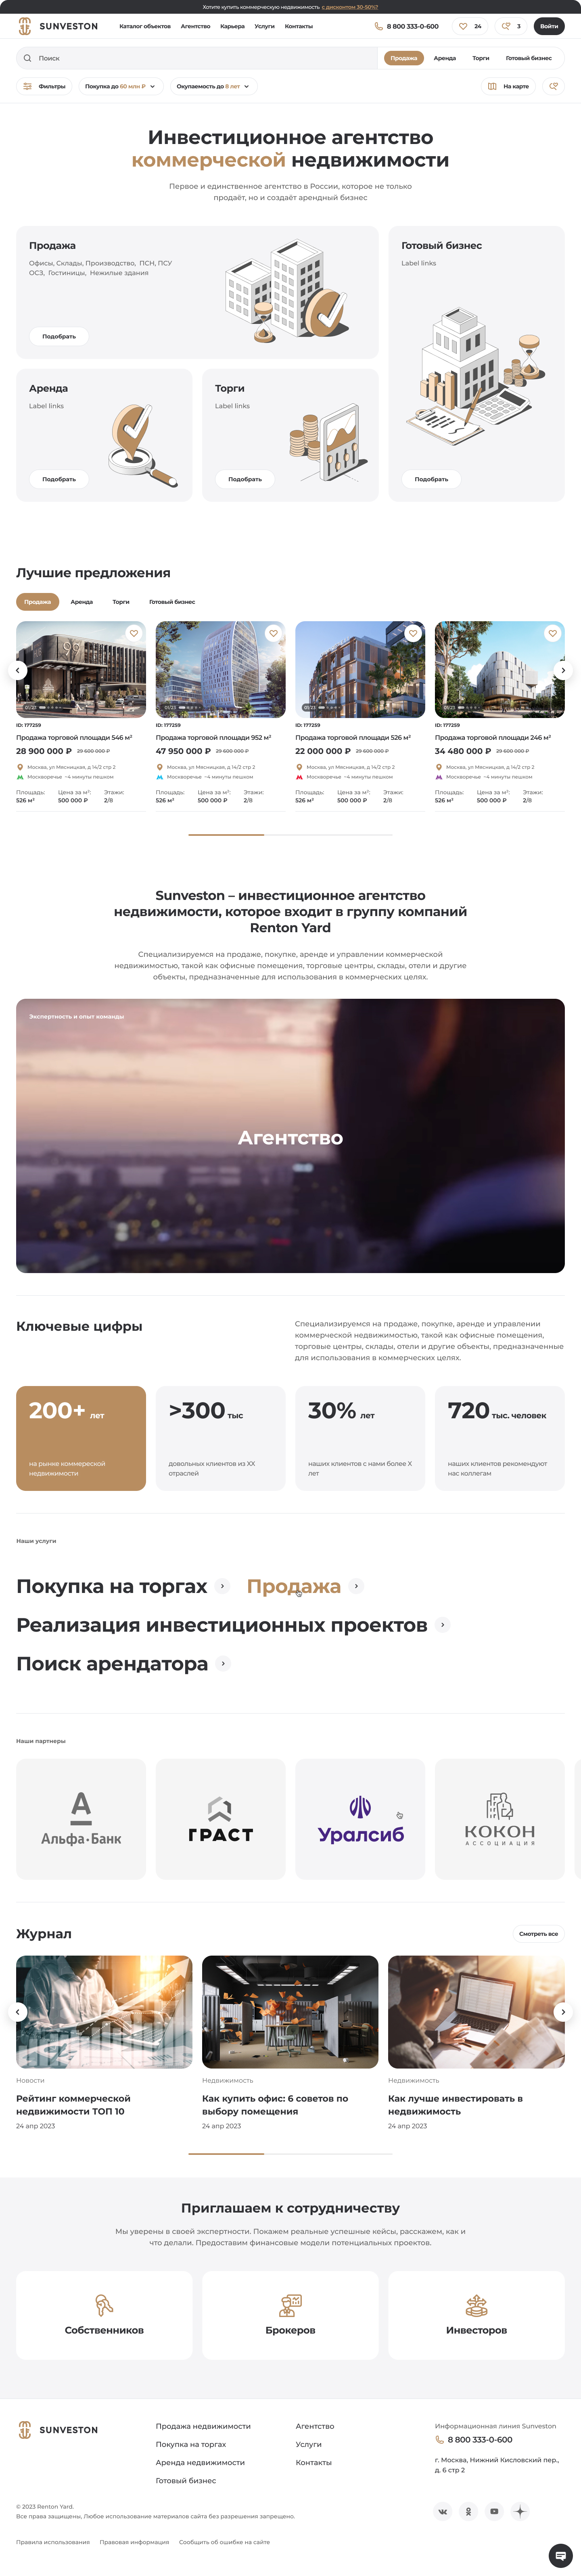 Хотите купить коммерческую недвижимость с дисконтом 30-50%?
SUNVESTON
Каталог объектов Агентство Карьера Услуги Контакты
8 800 333-0-600
24
3
Войти
Поиск
Продажа Аренда Торги Готовый бизнес
Фильтры
Покупка до 60 млн ₽
Окупаемость до 8 лет
На карте
Инвестиционное агентство
коммерческой недвижимости
Первое и единственное агентство в России, которое не только
продаёт, но и создаёт арендный бизнес
Продажа
Офисы, Склады, Производство, ПСН, ПСУ
ОСЗ, Гостиницы, Нежилые здания
Подобрать
Готовый бизнес
Label links
Подобрать
Аренда
Label links
Подобрать
Торги
Label links
Подобрать
Лучшие предложения
Продажа Аренда Торги Готовый бизнес
01/23
ID: 177259
Продажа торговой площади 546 м²
28 900 000 ₽ 29 600 000 ₽
Москва, ул Мясницкая, д 14/2 стр 2
Москворечье ~4 минуты пешком
Площадь: Цена за м²: Этажи:
526 м² 500 000 ₽ 2/8
01/23
ID: 177259
Продажа торговой площади 952 м²
47 950 000 ₽ 29 600 000 ₽
Москва, ул Мясницкая, д 14/2 стр 2
Москворечье ~4 минуты пешком
Площадь: Цена за м²: Этажи:
526 м² 500 000 ₽ 2/8
01/23
ID: 177259
Продажа торговой площади 526 м²
22 000 000 ₽ 29 600 000 ₽
Москва, ул Мясницкая, д 14/2 стр 2
Москворечье ~4 минуты пешком
Площадь: Цена за м²: Этажи:
526 м² 500 000 ₽ 2/8
01/23
ID: 177259
Продажа торговой площади 246 м²
34 480 000 ₽ 29 600 000 ₽
Москва, ул Мясницкая, д 14/2 стр 2
Москворечье ~4 минуты пешком
Площадь: Цена за м²: Этажи:
526 м² 500 000 ₽ 2/8
Sunveston – инвестиционное агентство
недвижимости, которое входит в группу компаний
Renton Yard
Специализируемся на продаже, покупке, аренде и управлении коммерческой
недвижимостью, такой как офисные помещения, торговые центры, склады, отели и другие
объекты, предназначенные для использования в коммерческих целях.
Экспертность и опыт команды
Агентство
Ключевые цифры
Специализируемся на продаже, покупке, аренде и управлении
коммерческой недвижимостью, такой как офисные помещения,
торговые центры, склады, отели и другие объекты, предназначенные
для использования в коммерческих целях.
200+ лет
на рынке коммерческой
недвижимости
>300 тыс
довольных клиентов из XX
отраслей
30% лет
наших клиентов с нами более X
лет
720 тыс. человек
наших клиентов рекомендуют
нас коллегам
Наши услуги
Покупка на торгах
Продажа
Реализация инвестиционных проектов
Поиск арендатора
Наши партнеры
Альфа·Банк
ГРАСТ
Уралсиб
КОКОН
АССОЦИАЦИЯ
Журнал
Смотреть все
Новости
Рейтинг коммерческой
недвижимости ТОП 10
24 апр 2023
Недвижимость
Как купить офис: 6 советов по
выбору помещения
24 апр 2023
Недвижимость
Как лучше инвестировать в
недвижимость
24 апр 2023
Приглашаем к сотрудничеству
Мы уверены в своей экспертности. Покажем реальные успешные кейсы, расскажем, как и
что делали. Предоставим финансовые модели потенциальных проектов.
Собственников
Брокеров
Инвесторов
SUNVESTON
Продажа недвижимости
Покупка на торгах
Аренда недвижимости
Готовый бизнес
Агентство
Услуги
Контакты
Информационная линия Sunveston
8 800 333-0-600
г. Москва, Нижний Кисловский пер.,
д. 6 стр 2
© 2023 Renton Yard.
Все права защищены, Любое использование материалов сайта без разрешения запрещено.
Правила использования Правовая информация Сообщить об ошибке на сайте